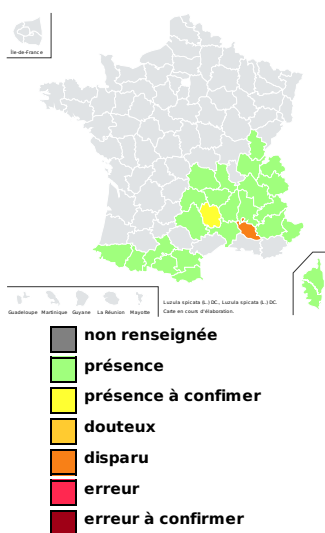 Île-de-France
Guadeloupe Martinique Guyane La Réunion Mayotte
Luzula spicata (L.) DC., Luzula spicata (L.) DC.
Carte en cours d'élaboration.
non renseignée
présence
présence à confimer
douteux
disparu
erreur
erreur à confirmer